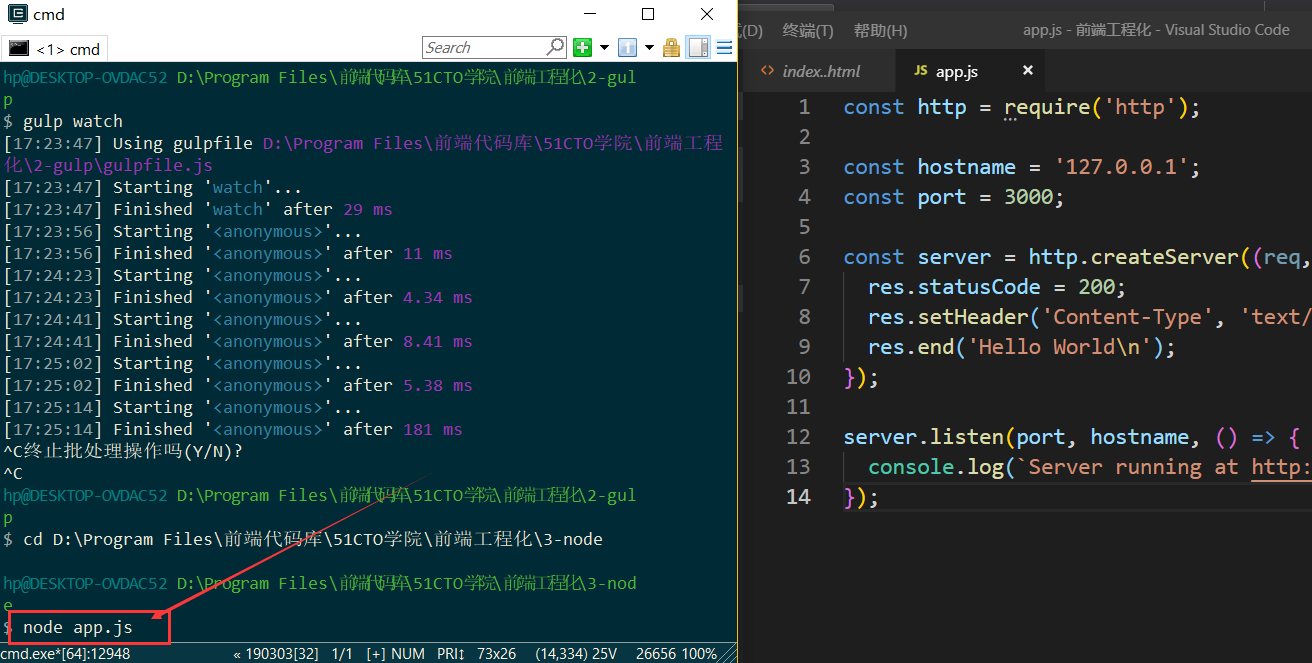 cmd
<1> cmd
Search
hp@DESKTOP-OVDAC52 D:\Program Files\前端代码库\51CTO学院\前端工程化\2-gul
p
$ gulp watch
[17:23:47] Using gulpfile D:\Program Files\前端代码库\51CTO学院\前端工程
化\2-gulp\gulpfile.js
[17:23:47] Starting 'watch'...
[17:23:47] Finished 'watch' after 29 ms
[17:23:56] Starting '<anonymous>'...
[17:23:56] Finished '<anonymous>' after 11 ms
[17:24:23] Starting '<anonymous>'...
[17:24:23] Finished '<anonymous>' after 4.34 ms
[17:24:41] Starting '<anonymous>'...
[17:24:41] Finished '<anonymous>' after 8.41 ms
[17:25:02] Starting '<anonymous>'...
[17:25:02] Finished '<anonymous>' after 5.38 ms
[17:25:14] Starting '<anonymous>'...
[17:25:14] Finished '<anonymous>' after 181 ms
^C终止批处理操作吗(Y/N)?
^C
hp@DESKTOP-OVDAC52 D:\Program Files\前端代码库\51CTO学院\前端工程化\2-gul
p
$ cd D:\Program Files\前端代码库\51CTO学院\前端工程化\3-node
hp@DESKTOP-OVDAC52 D:\Program Files\前端代码库\51CTO学院\前端工程化\3-nod
e
$ node app.js
cmd.exe*[64]:12948 « 190303[32] 1/1 [+] NUM PRI↕ 73x26 (14,334) 25V 26656 100%
(D) 终端(T) 帮助(H) app.js - 前端工程化 - Visual Studio Code
<> index..html JS app.js ×
1 const http = require('http');
2
3 const hostname = '127.0.0.1';
4 const port = 3000;
5
6 const server = http.createServer((req,
7 res.statusCode = 200;
8 res.setHeader('Content-Type', 'text/
9 res.end('Hello World\n');
10 });
11
12 server.listen(port, hostname, () => {
13 console.log(`Server running at http:
14 });